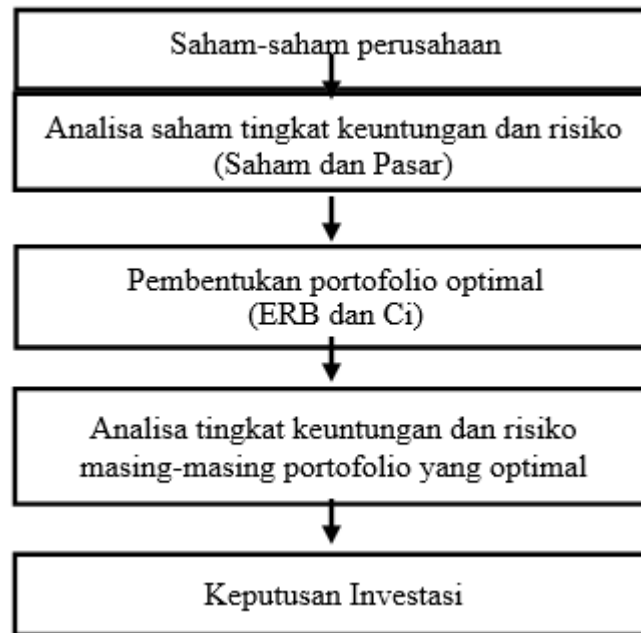 Saham-saham perusahaan
Analisa saham tingkat keuntungan dan risiko
(Saham dan Pasar)
Pembentukan portofolio optimal
(ERB dan Ci)
Analisa tingkat keuntungan dan risiko
masing-masing portofolio yang optimal
Keputusan Investasi